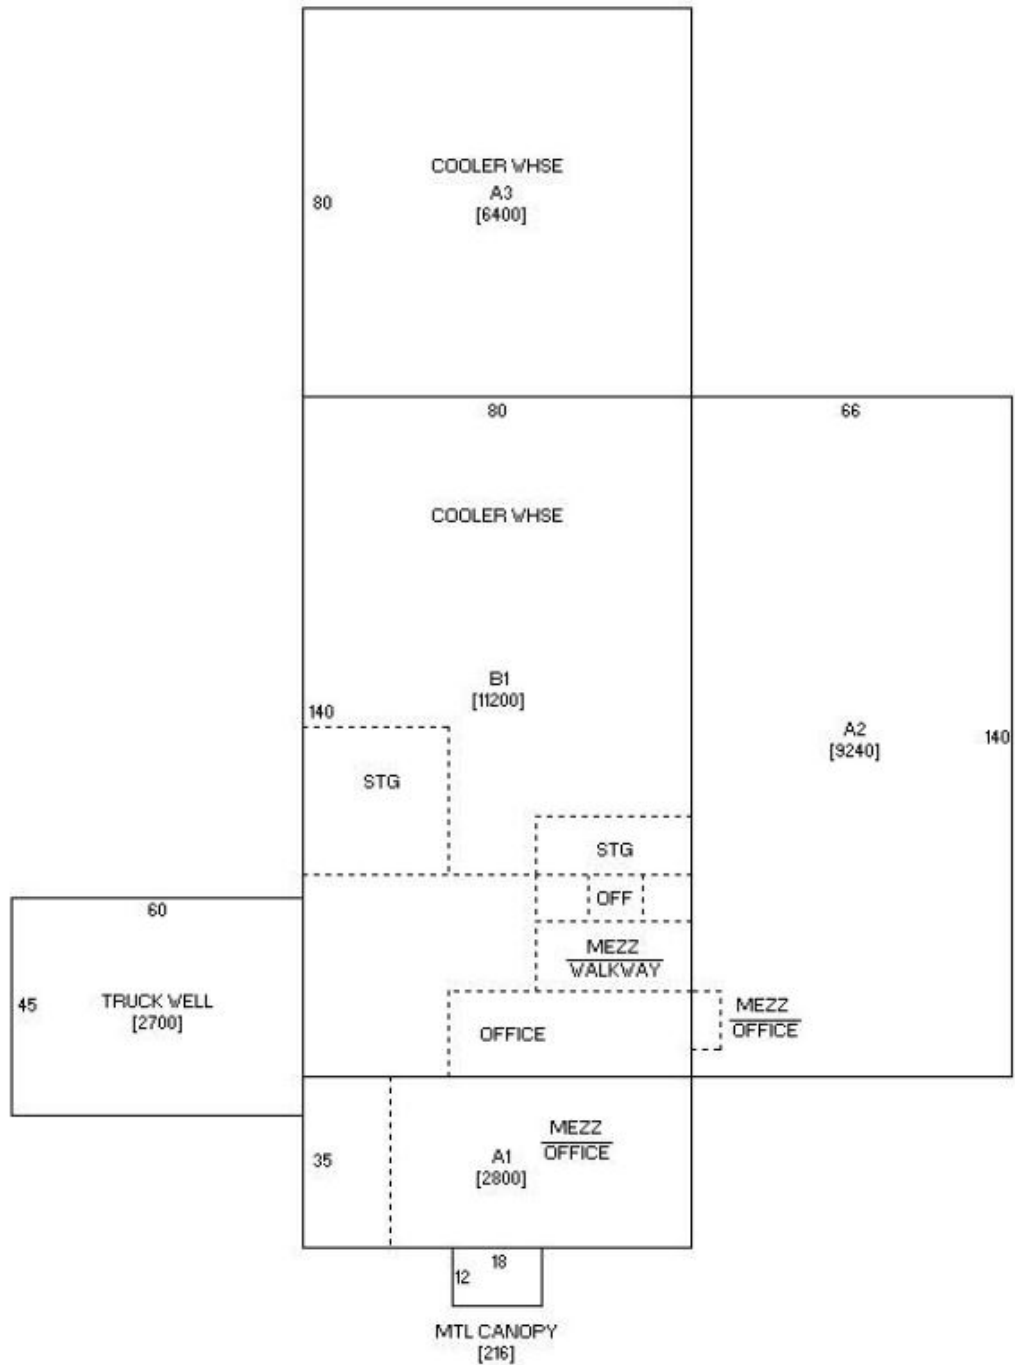 COOLER WHSE
A3
[6400]
80
80
66
COOLER WHSE
B1
[11200]
140
A2
[9240]
140
STG
STG
OFF
60
MEZZ
WALKWAY
45
TRUCK WELL
[2700]
OFFICE
MEZZ
OFFICE
MEZZ
OFFICE
35
A1
[2800]
18
12
MTL CANOPY
[216]